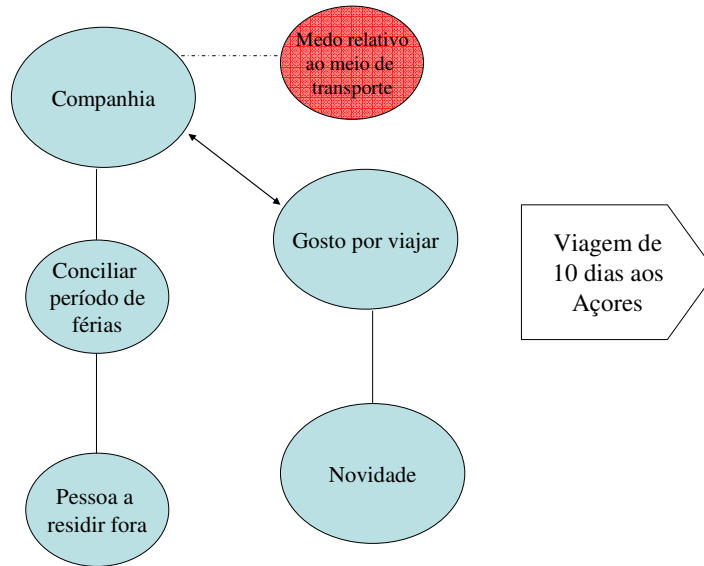 Medo relativo
ao meio de
transporte
Companhia
Gosto por viajar
Viagem de
10 dias aos
Açores
Conciliar
período de
férias
Novidade
Pessoa a
residir fora